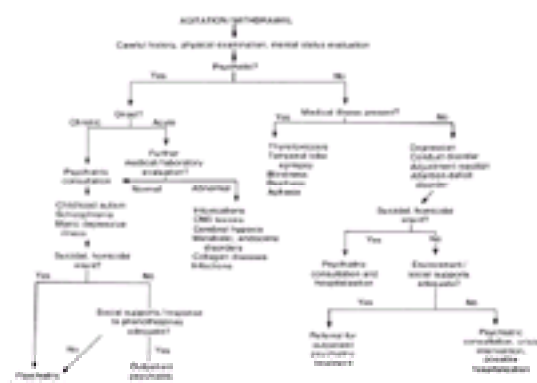 AGITATION/WITHDRAWAL
Careful history, physical examination, mental status evaluation
Psychotic?
Yes
No
Onset?
Medical illness present?
Chronic
Acute
Yes
No
Psychiatric
consultation
Further
medical/laboratory
evaluation?
Thyrotoxicosis
Temporal lobe
epilepsy
Blindness
Deafness
Aphasia
Depression
Conduct disorder
Adjustment reaction
Attention-deficit
disorder
Normal
Abnormal
Childhood autism
Schizophrenia
Manic depressive
illness
Intoxications
CNS lesions
Cerebral hypoxia
Metabolic, endocrine
disorders
Collagen diseases
Infections
Suicidal, homicidal
intent?
Yes
No
Suicidal, homicidal
intent?
Yes
No
Psychiatric
consultation and
hospitalization
Environment/
social supports
adequate?
Social supports/response
to phenothiazines
adequate?
Yes
No
No
Yes
Psychiatric
Outpatient
psychiatric
Referral for
outpatient
psychiatric
treatment
Psychiatric
consultation, crisis
intervention,
possible
hospitalization